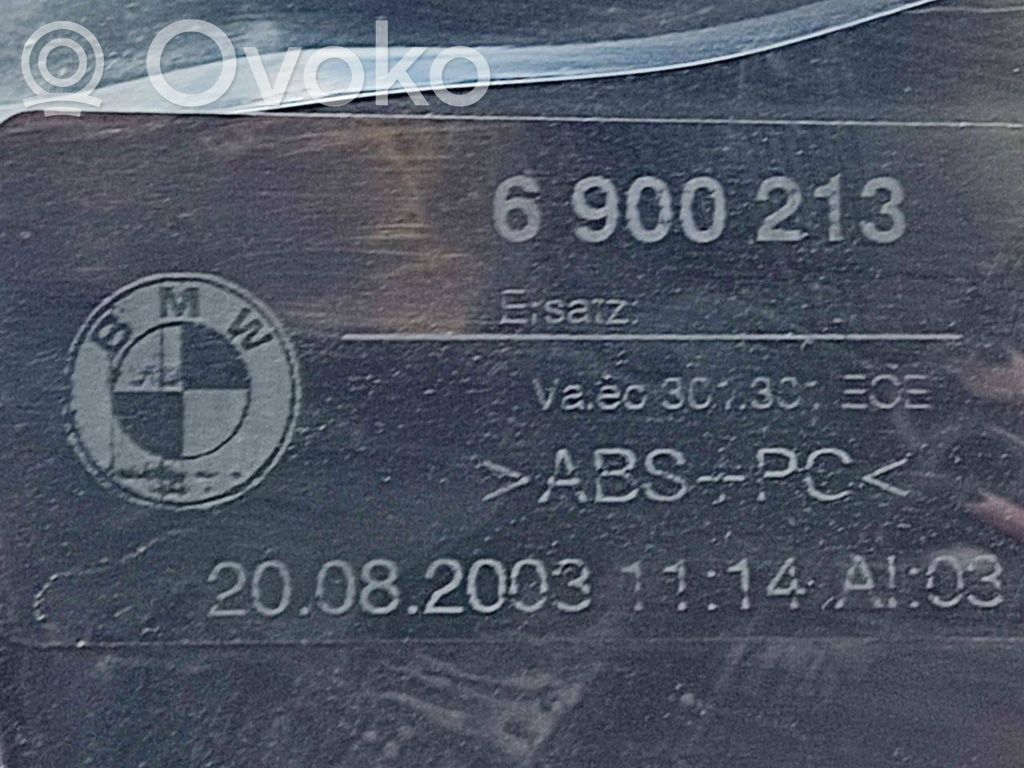 Ovoko
6 900 213
BMW
Ersatz:
Valeo 301.301 ECE
>ABS+PC<
20.08.2003 11:14 AI:03